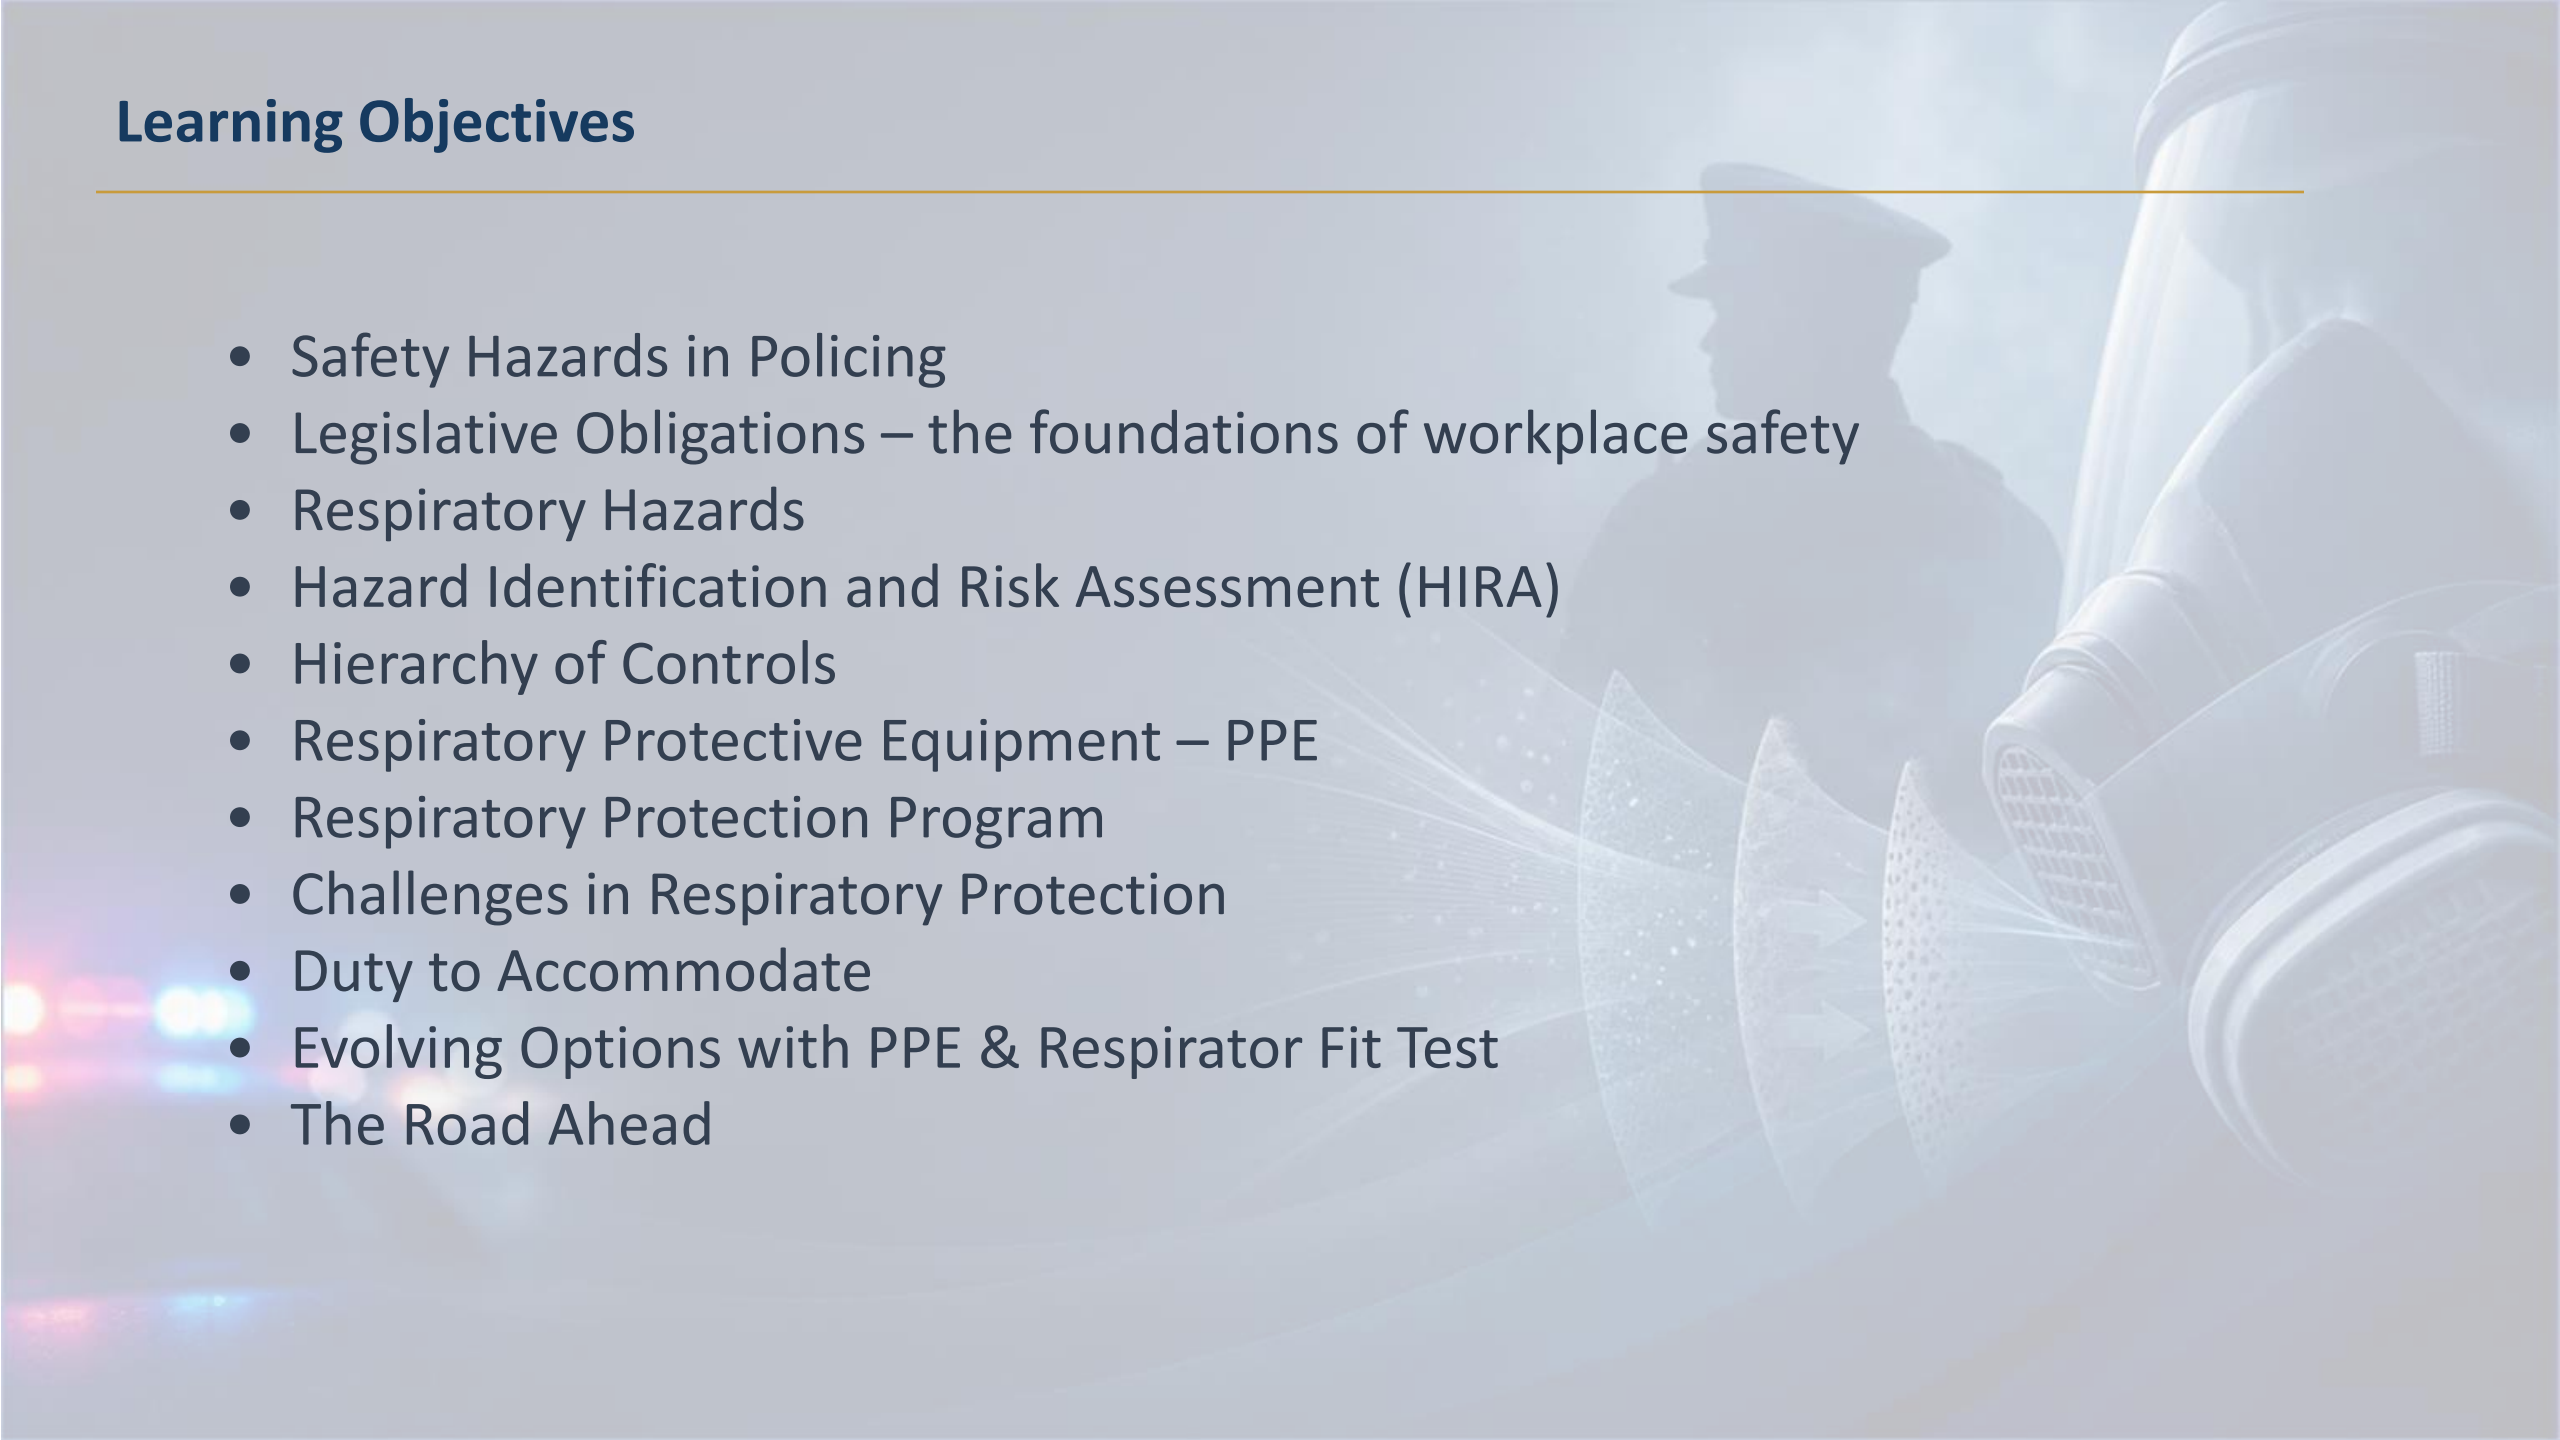 Learning Objectives
• Safety Hazards in Policing
• Legislative Obligations – the foundations of workplace safety
• Respiratory Hazards
• Hazard Identification and Risk Assessment (HIRA)
• Hierarchy of Controls
• Respiratory Protective Equipment – PPE
• Respiratory Protection Program
• Challenges in Respiratory Protection
• Duty to Accommodate
• Evolving Options with PPE & Respirator Fit Test
• The Road Ahead